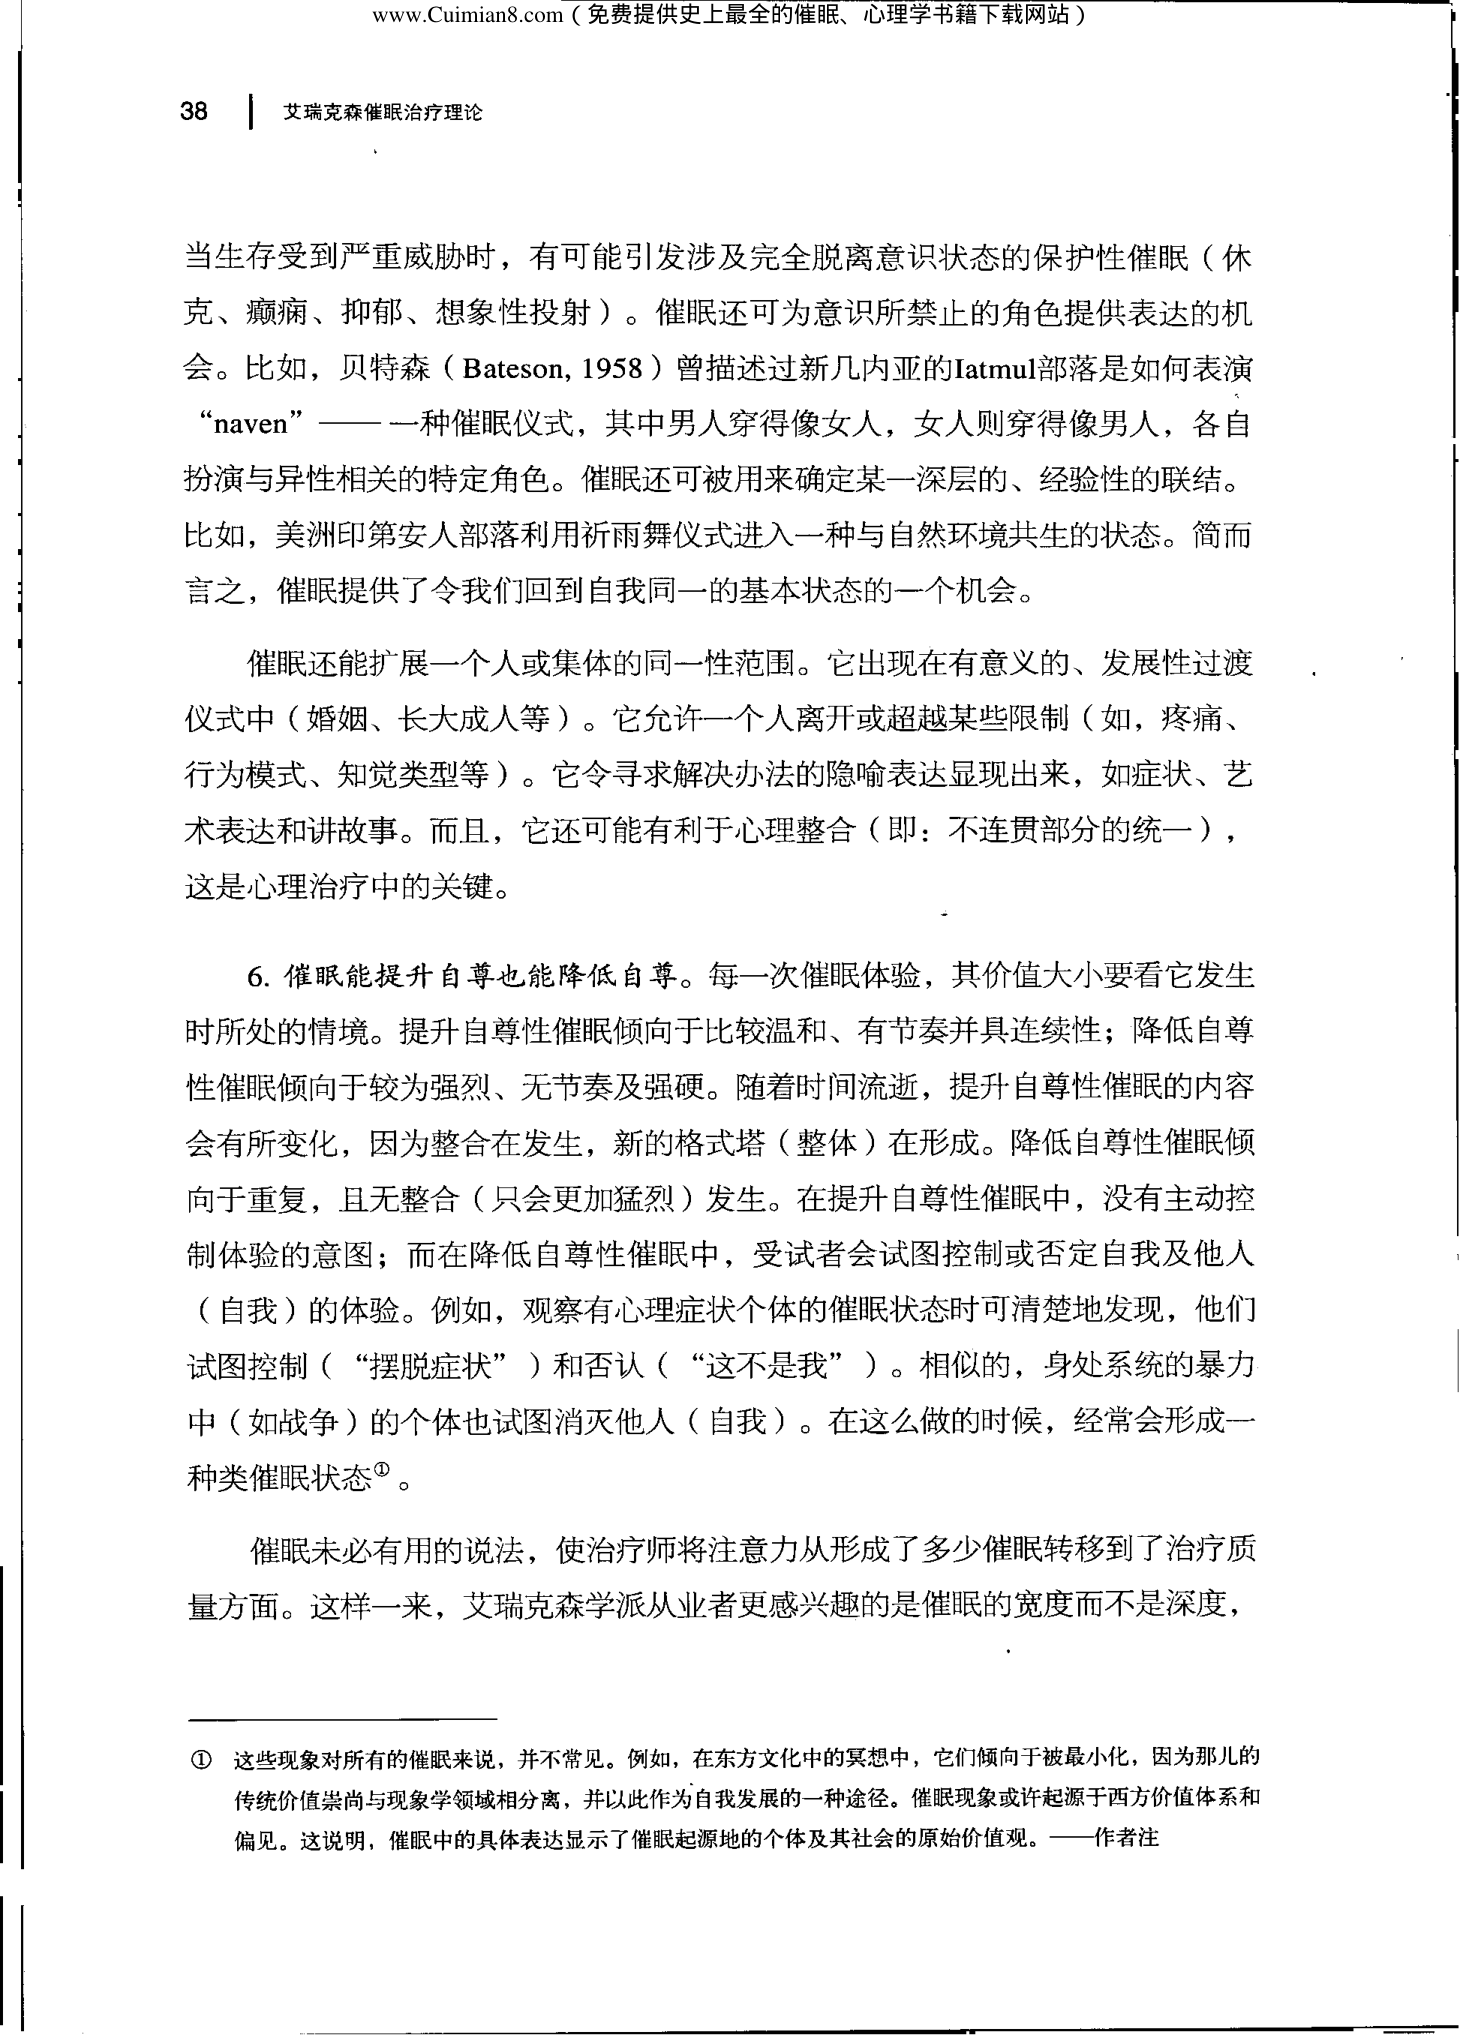 www.Cuimian8.com（免费提供史上最全的催眠、心理学书籍下载网站）
38 艾瑞克森催眠治疗理论
当生存受到严重威胁时，有可能引发涉及完全脱离意识状态的保护性催眠（休
克、癫痫、抑郁、想象性投射）。催眠还可为意识所禁止的角色提供表达的机
会。比如，贝特森（Bateson, 1958）曾描述过新几内亚的Iatmul部落是如何表演
“naven”—— 一种催眠仪式，其中男人穿得像女人，女人则穿得像男人，各自
扮演与异性相关的特定角色。催眠还可被用来确定某一深层的、经验性的联结。
比如，美洲印第安人部落利用祈雨舞仪式进入一种与自然环境共生的状态。简而
言之，催眠提供了令我们回到自我同一的基本状态的一个机会。
催眠还能扩展一个人或集体的同一性范围。它出现在有意义的、发展性过渡
仪式中（婚姻、长大成人等）。它允许一个人离开或超越某些限制（如，疼痛、
行为模式、知觉类型等）。它令寻求解决办法的隐喻表达显现出来，如症状、艺
术表达和讲故事。而且，它还可能有利于心理整合（即：不连贯部分的统一），
这是心理治疗中的关键。
6. 催眠能提升自尊也能降低自尊。每一次催眠体验，其价值大小要看它发生
时所处的情境。提升自尊性催眠倾向于比较温和、有节奏并具连续性；降低自尊
性催眠倾向于较为强烈、无节奏及强硬。随着时间流逝，提升自尊性催眠的内容
会有所变化，因为整合在发生，新的格式塔（整体）在形成。降低自尊性催眠倾
向于重复，且无整合（只会更加猛烈）发生。在提升自尊性催眠中，没有主动控
制体验的意图；而在降低自尊性催眠中，受试者会试图控制或否定自我及他人
（自我）的体验。例如，观察有心理症状个体的催眠状态时可清楚地发现，他们
试图控制（“摆脱症状”）和否认（“这不是我”）。相似的，身处系统的暴力
中（如战争）的个体也试图消灭他人（自我）。在这么做的时候，经常会形成一
种类催眠状态①。
催眠未必有用的说法，使治疗师将注意力从形成了多少催眠转移到了治疗质
量方面。这样一来，艾瑞克森学派从业者更感兴趣的是催眠的宽度而不是深度，
① 这些现象对所有的催眠来说，并不常见。例如，在东方文化中的冥想中，它们倾向于被最小化，因为那儿的
传统价值崇尚与现象学领域相分离，并以此作为自我发展的一种途径。催眠现象或许起源于西方价值体系和
偏见。这说明，催眠中的具体表达显示了催眠起源地的个体及其社会的原始价值观。——作者注